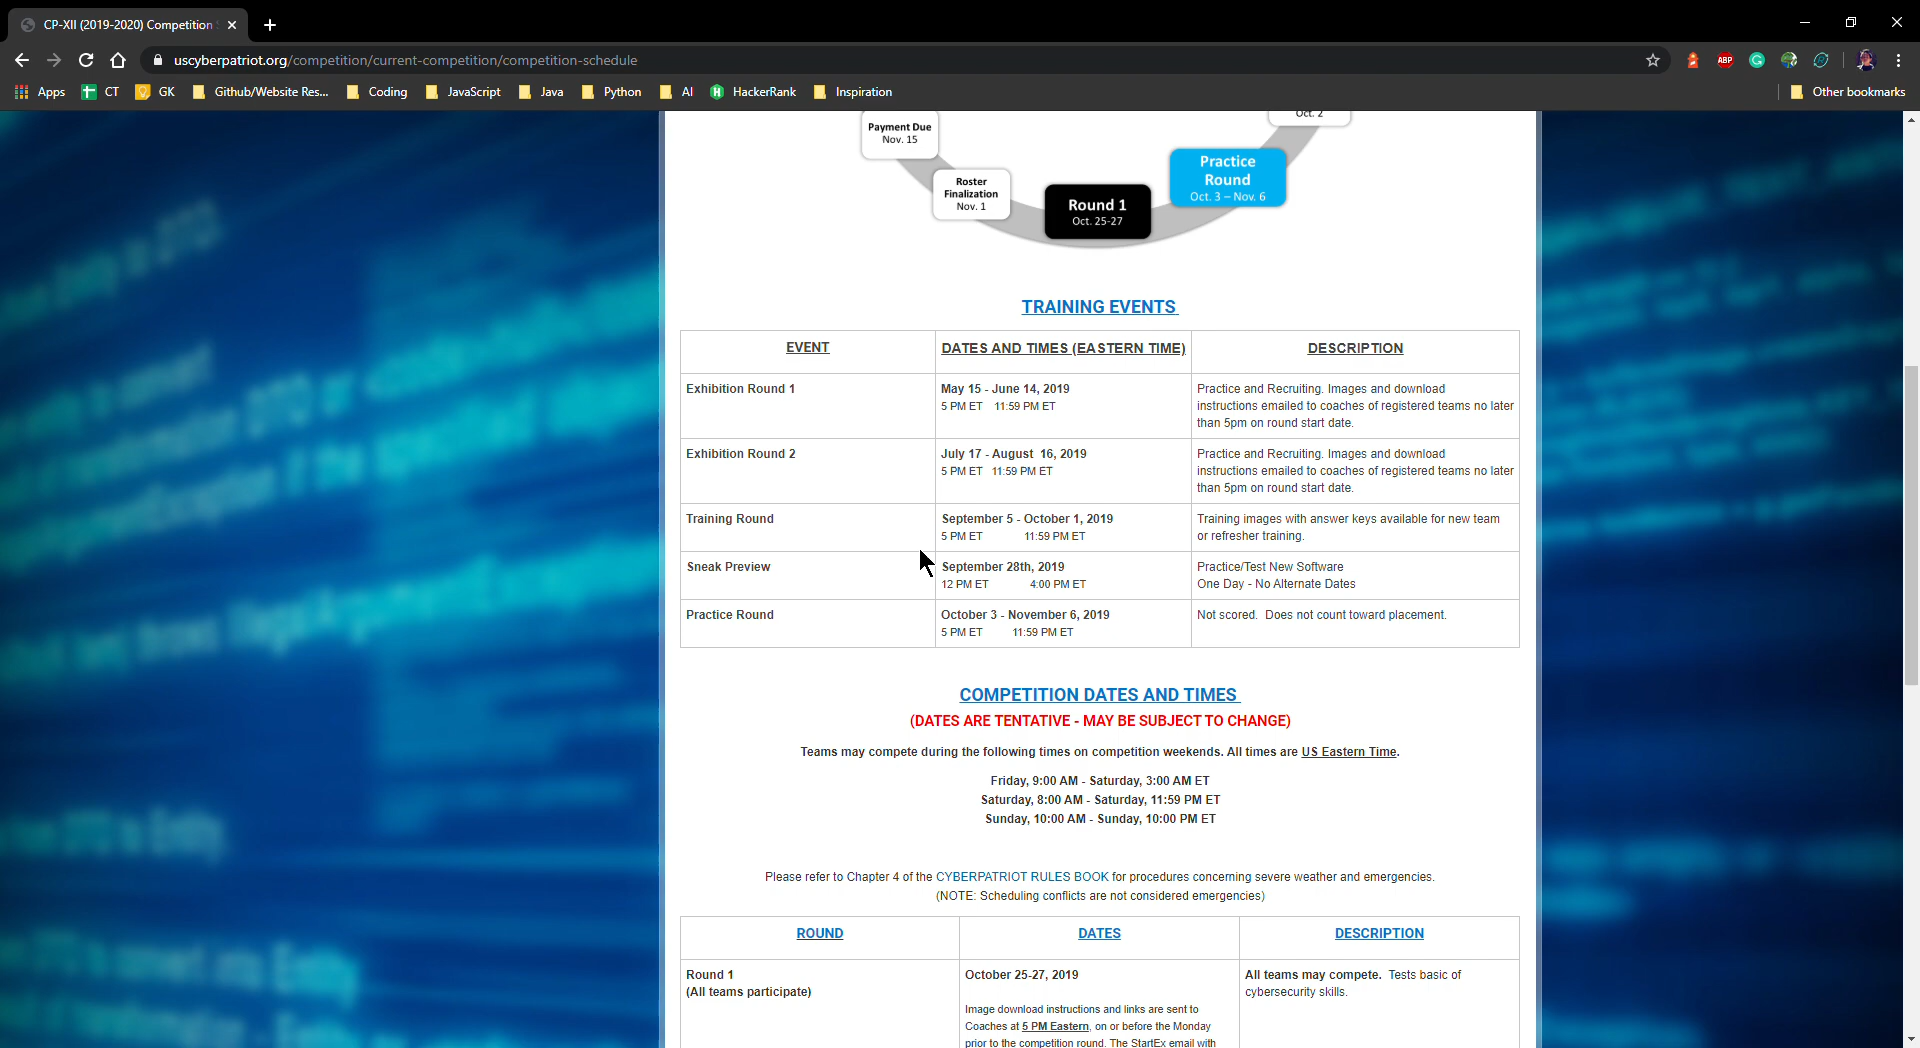 CP-XII (2019-2020) Competition
uscyberpatriot.org/competition/current-competition/competition-schedule
ABP
Apps
CT
GK
Github/Website Res...
Coding
JavaScript
Java
Python
AI
HackerRank
Inspiration
Other bookmarks
Oct. 2
Payment Due
Nov. 15
Practice
Round
Oct. 3 – Nov. 6
Roster
Finalization
Nov. 1
Round 1
Oct. 25-27
TRAINING EVENTS
EVENT
DATES AND TIMES (EASTERN TIME)
DESCRIPTION
Exhibition Round 1
May 15 - June 14, 2019
5 PM ET 11:59 PM ET
Practice and Recruiting. Images and download
instructions emailed to coaches of registered teams no later
than 5pm on round start date.
Exhibition Round 2
July 17 - August 16, 2019
5 PM ET 11:59 PM ET
Practice and Recruiting. Images and download
instructions emailed to coaches of registered teams no later
than 5pm on round start date.
Training Round
September 5 - October 1, 2019
5 PM ET 11:59 PM ET
Training images with answer keys available for new team
or refresher training.
Sneak Preview
September 28th, 2019
12 PM ET 4:00 PM ET
Practice/Test New Software
One Day - No Alternate Dates
Practice Round
October 3 - November 6, 2019
5 PM ET 11:59 PM ET
Not scored. Does not count toward placement.
COMPETITION DATES AND TIMES
(DATES ARE TENTATIVE - MAY BE SUBJECT TO CHANGE)
Teams may compete during the following times on competition weekends. All times are US Eastern Time.
Friday, 9:00 AM - Saturday, 3:00 AM ET
Saturday, 8:00 AM - Saturday, 11:59 PM ET
Sunday, 10:00 AM - Sunday, 10:00 PM ET
Please refer to Chapter 4 of the CYBERPATRIOT RULES BOOK for procedures concerning severe weather and emergencies.
(NOTE: Scheduling conflicts are not considered emergencies)
ROUND
DATES
DESCRIPTION
Round 1
(All teams participate)
October 25-27, 2019
Image download instructions and links are sent to
Coaches at 5 PM Eastern, on or before the Monday
prior to the competition round. The StartEx email with
All teams may compete. Tests basic of
cybersecurity skills.